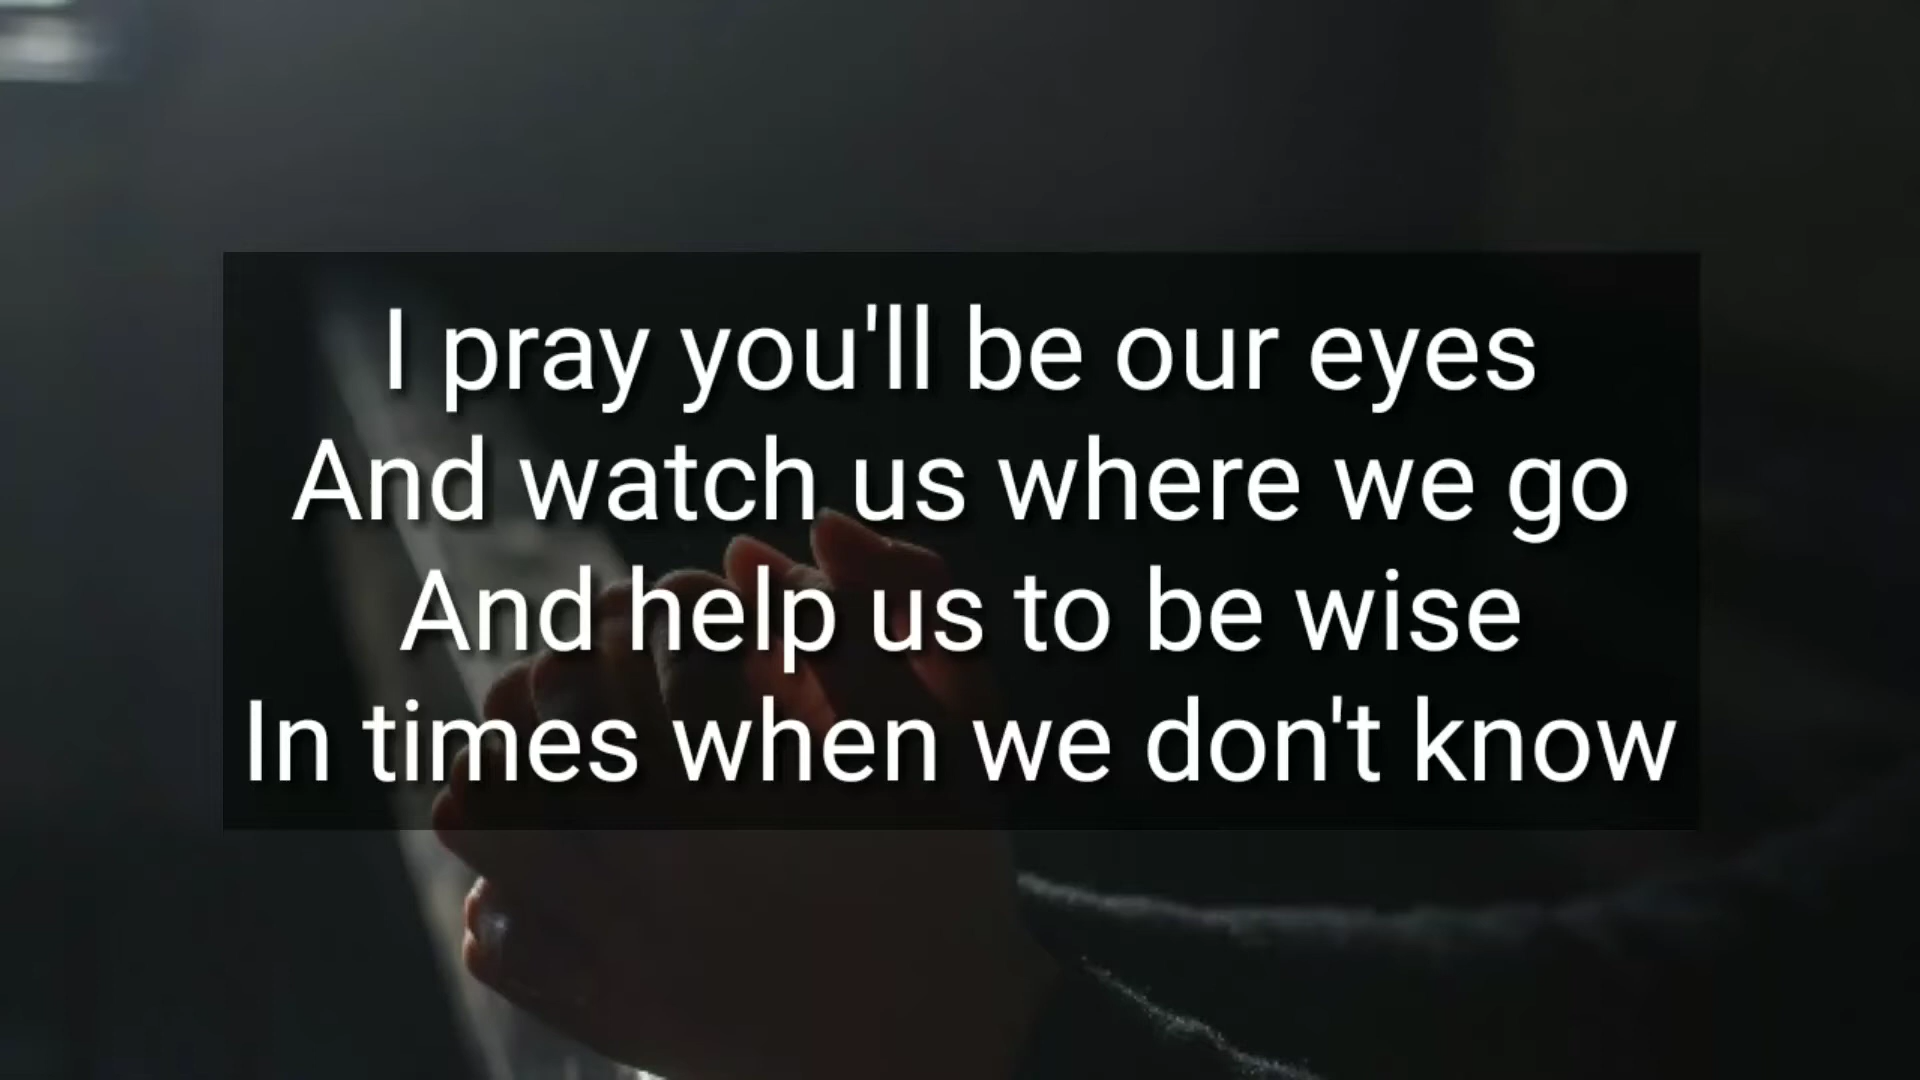 I pray you'll be our eyes
And watch us where we go
And help us to be wise
In times when we don't know